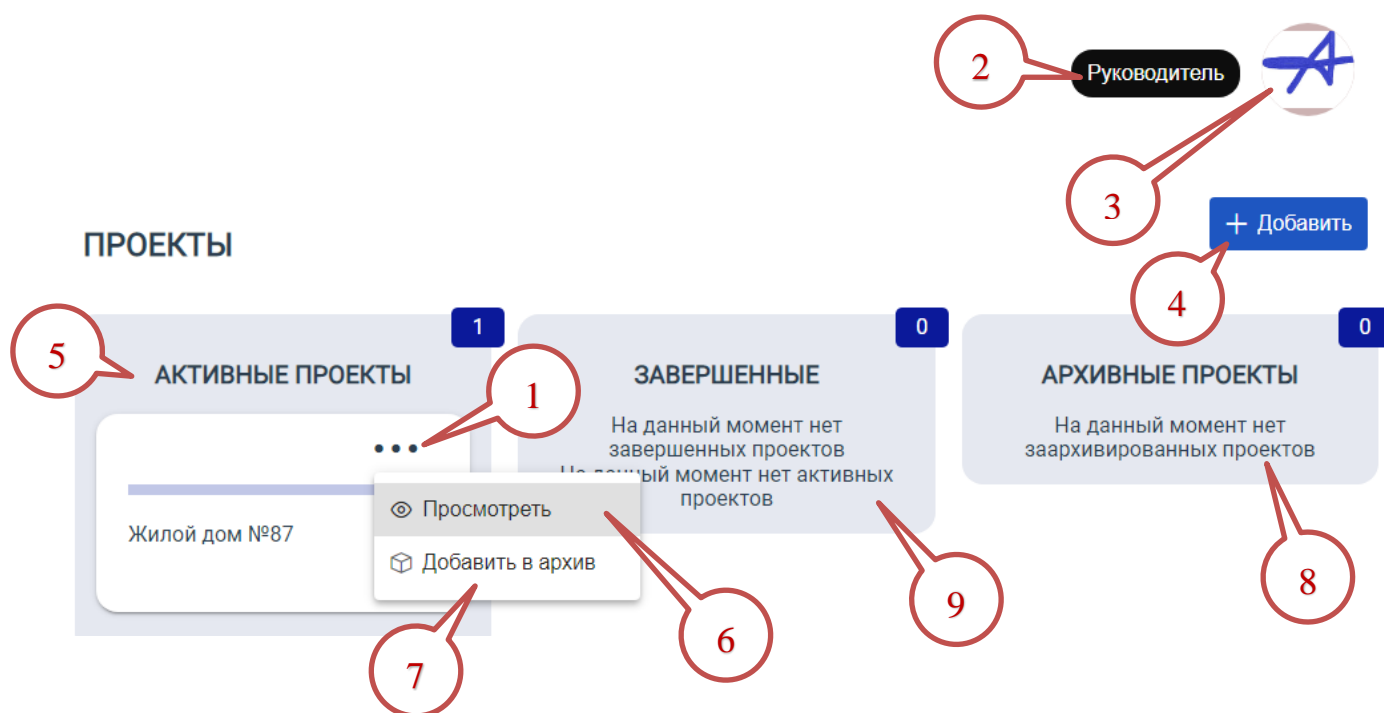 2
Руководитель
3
+ Добавить
ПРОЕКТЫ
4
1
0
0
5
АКТИВНЫЕ ПРОЕКТЫ
ЗАВЕРШЕННЫЕ
АРХИВНЫЕ ПРОЕКТЫ
1
На данный момент нет
завершенных проектов
На данный момент нет активных
проектов
На данный момент нет
заархивированных проектов
Просмотреть
Жилой дом №87
Добавить в архив
8
9
6
7